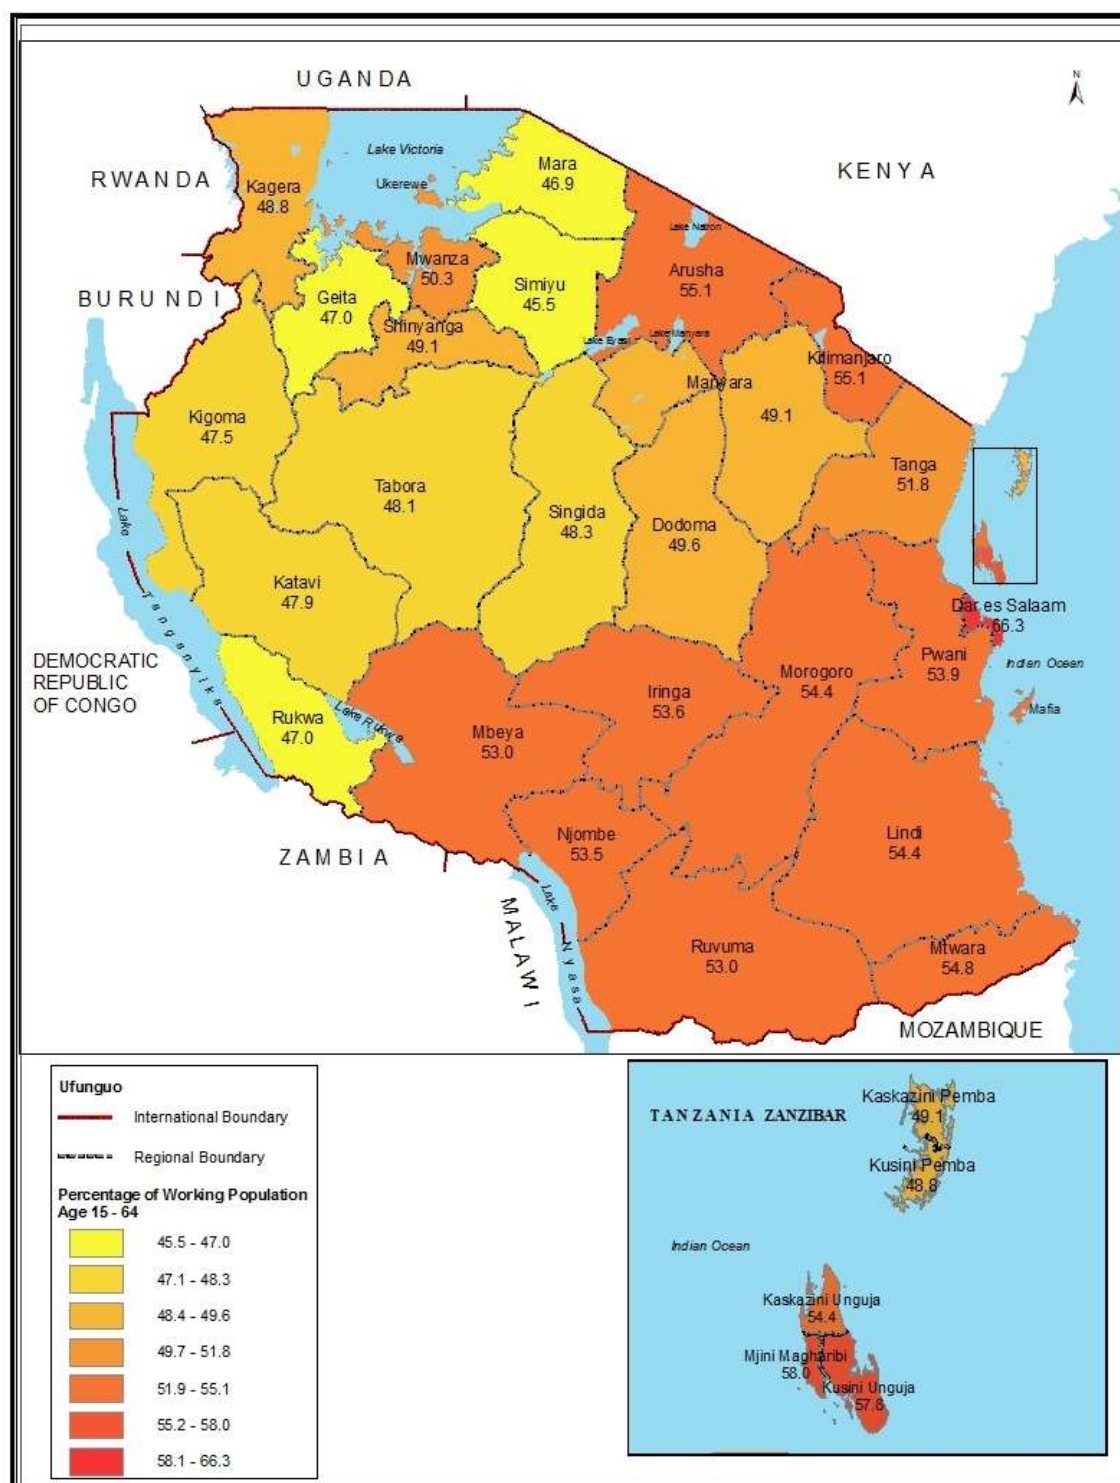 UGANDA
N
Lake Victoria
Mara
46.9
KENYA
RWANDA
Kagera
48.8
Ukerewe
Lake Natron
Mwanza
50.3
Arusha
55.1
BURUNDI
Geita
47.0
Simiyu
45.5
Shinyanga
49.1
Lake Eyasi
Lake Manyara
Kilimanjaro
55.1
Manyara
49.1
Kigoma
47.5
Tanga
51.8
Tabora
48.1
Singida
48.3
Dodoma
49.6
Lake Tanganyika
Katavi
47.9
Dar es Salaam
66.3
DEMOCRATIC
REPUBLIC
OF CONGO
Pwani
53.9
Indian Ocean
Morogoro
54.4
Iringa
53.6
Mafia
Rukwa
47.0
Lake Rukwa
Mbeya
53.0
ZAMBIA
Njombe
53.5
Lindi
54.4
MALAWI
Lake Nyasa
Ruvuma
53.0
Mtwara
54.8
MOZAMBIQUE
Ufunguo
International Boundary
Regional Boundary
Percentage of Working Population
Age 15 - 64
45.5 - 47.0
47.1 - 48.3
48.4 - 49.6
49.7 - 51.8
51.9 - 55.1
55.2 - 58.0
58.1 - 66.3
TANZANIA ZANZIBAR
Kaskazini Pemba
49.1
Kusini Pemba
48.8
Indian Ocean
Kaskazini Unguja
54.4
Mjini Magharibi
58.0
Kusini Unguja
57.8